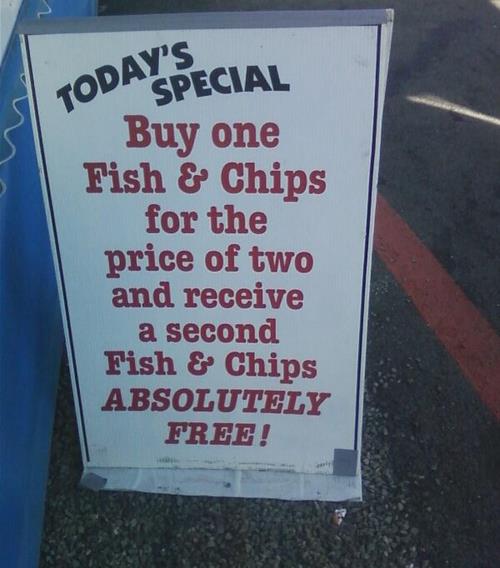 TODAY'S
SPECIAL
Buy one
Fish & Chips
for the
price of two
and receive
a second
Fish & Chips
ABSOLUTELY
FREE!